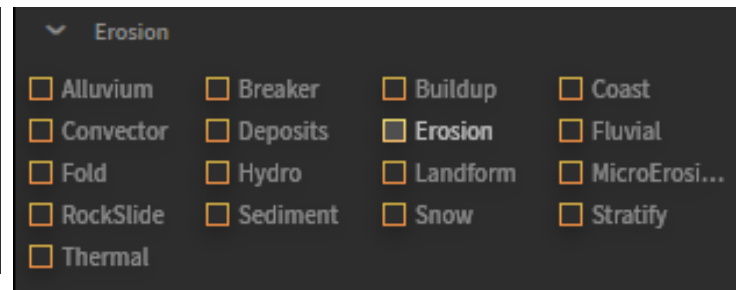 Erosion
Alluvium Breaker Buildup Coast
Convector Deposits Erosion Fluvial
Fold Hydro Landform MicroErosi...
RockSlide Sediment Snow Stratify
Thermal